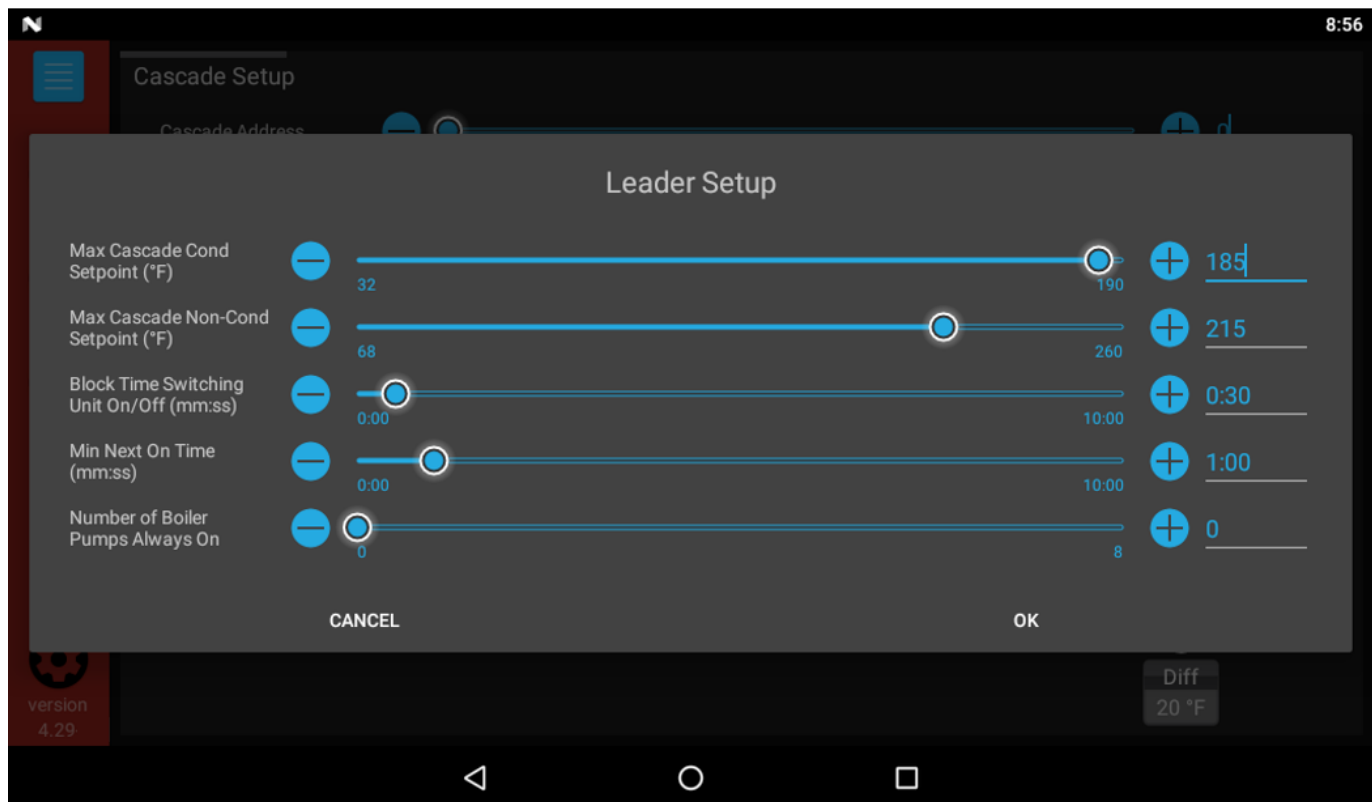 8:56
Cascade Setup
Cascade Address
Leader Setup
Max Cascade Cond
Setpoint (°F)
32
190
185
Max Cascade Non-Cond
Setpoint (°F)
68
260
215
Block Time Switching
Unit On/Off (mm:ss)
0:00
10:00
0:30
Min Next On Time
(mm:ss)
0:00
10:00
1:00
Number of Boiler
Pumps Always On
0
8
0
CANCEL
OK
Diff
20 °F
version
4.29